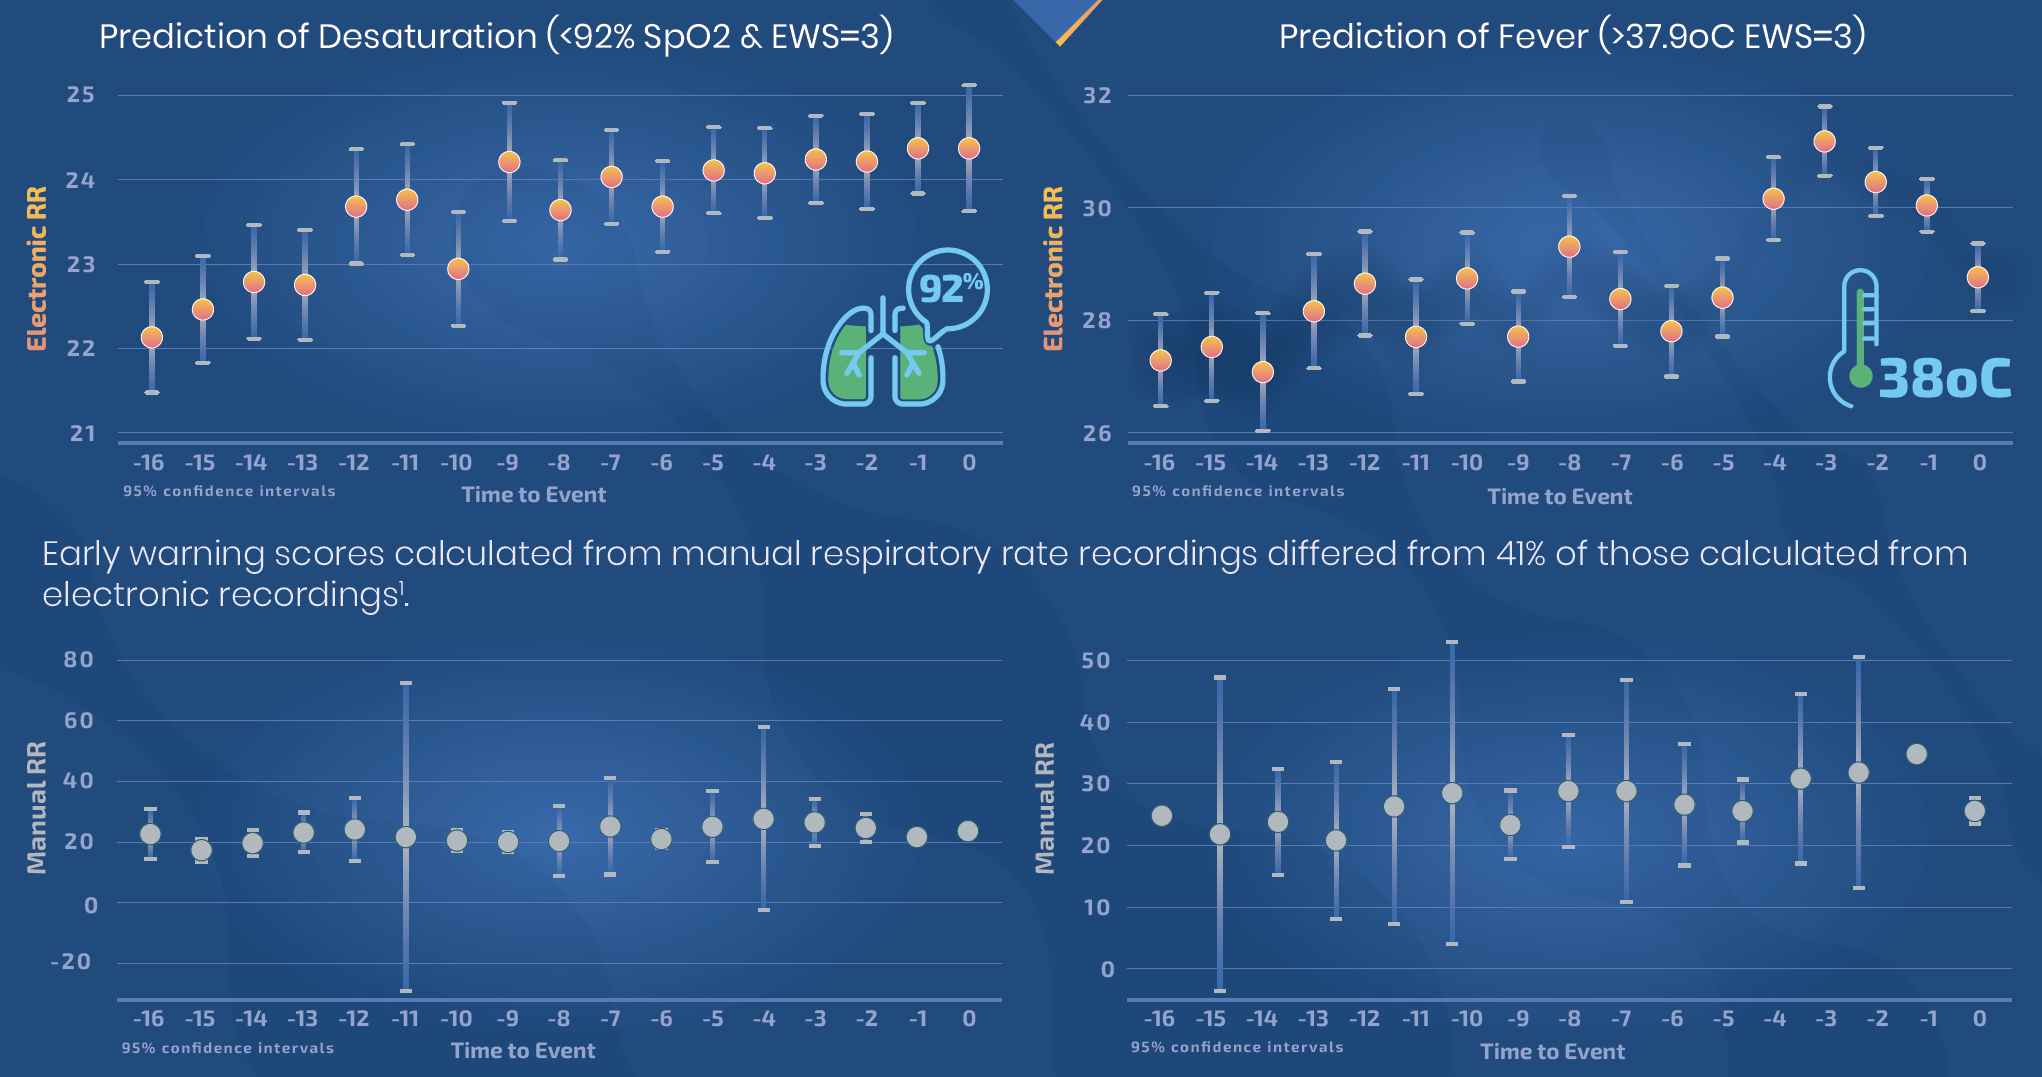 Prediction of Desaturation (<92% SpO2 & EWS=3)
Electronic RR
25
24
23
22
21
92%
-16 -15 -14 -13 -12 -11 -10 -9 -8 -7 -6 -5 -4 -3 -2 -1 0
95% confidence intervals
Time to Event
Prediction of Fever (>37.9oC EWS=3)
Electronic RR
32
30
28
26
38oC
-16 -15 -14 -13 -12 -11 -10 -9 -8 -7 -6 -5 -4 -3 -2 -1 0
95% confidence intervals
Time to Event
Early warning scores calculated from manual respiratory rate recordings differed from 41% of those calculated from
electronic recordings¹.
Manual RR
80
60
40
20
0
-20
-16 -15 -14 -13 -12 -11 -10 -9 -8 -7 -6 -5 -4 -3 -2 -1 0
95% confidence intervals
Time to Event
Manual RR
50
40
30
20
10
0
-16 -15 -14 -13 -12 -11 -10 -9 -8 -7 -6 -5 -4 -3 -2 -1 0
95% confidence intervals
Time to Event